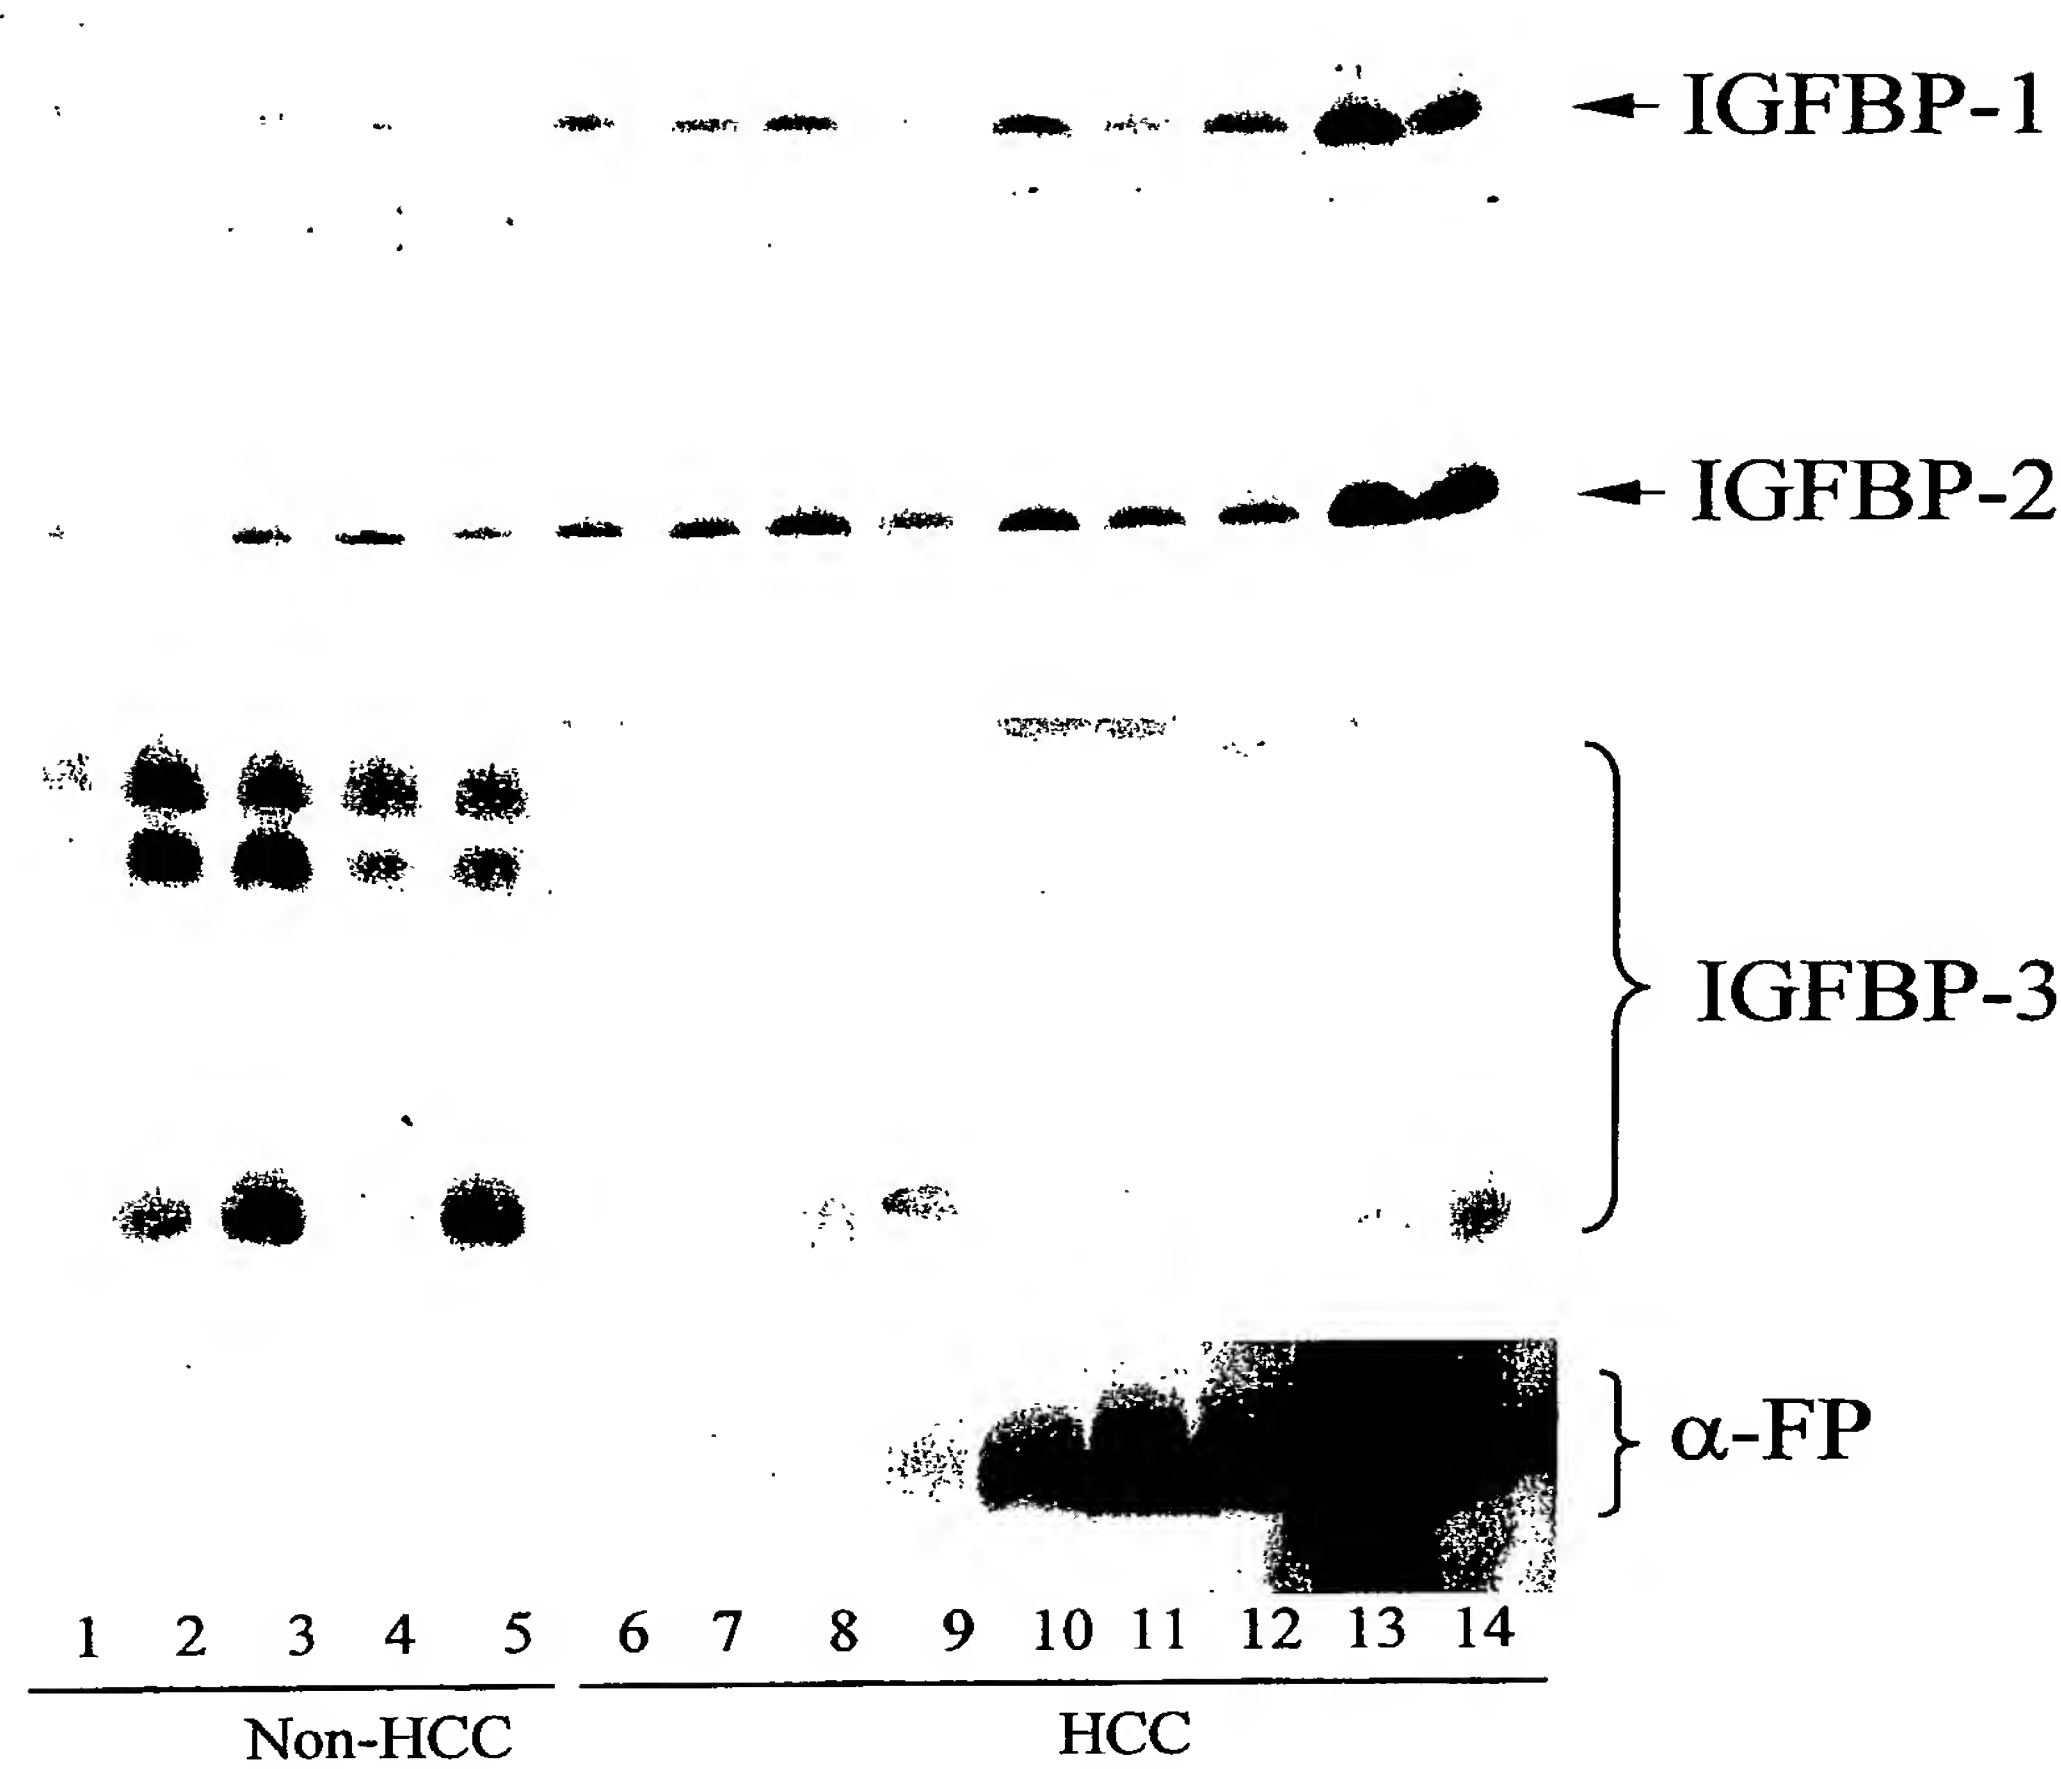 IGFBP-1
IGFBP-2
IGFBP-3
α-FP
1 2 3 4 5 6 7 8 9 10 11 12 13 14
Non-HCC HCC